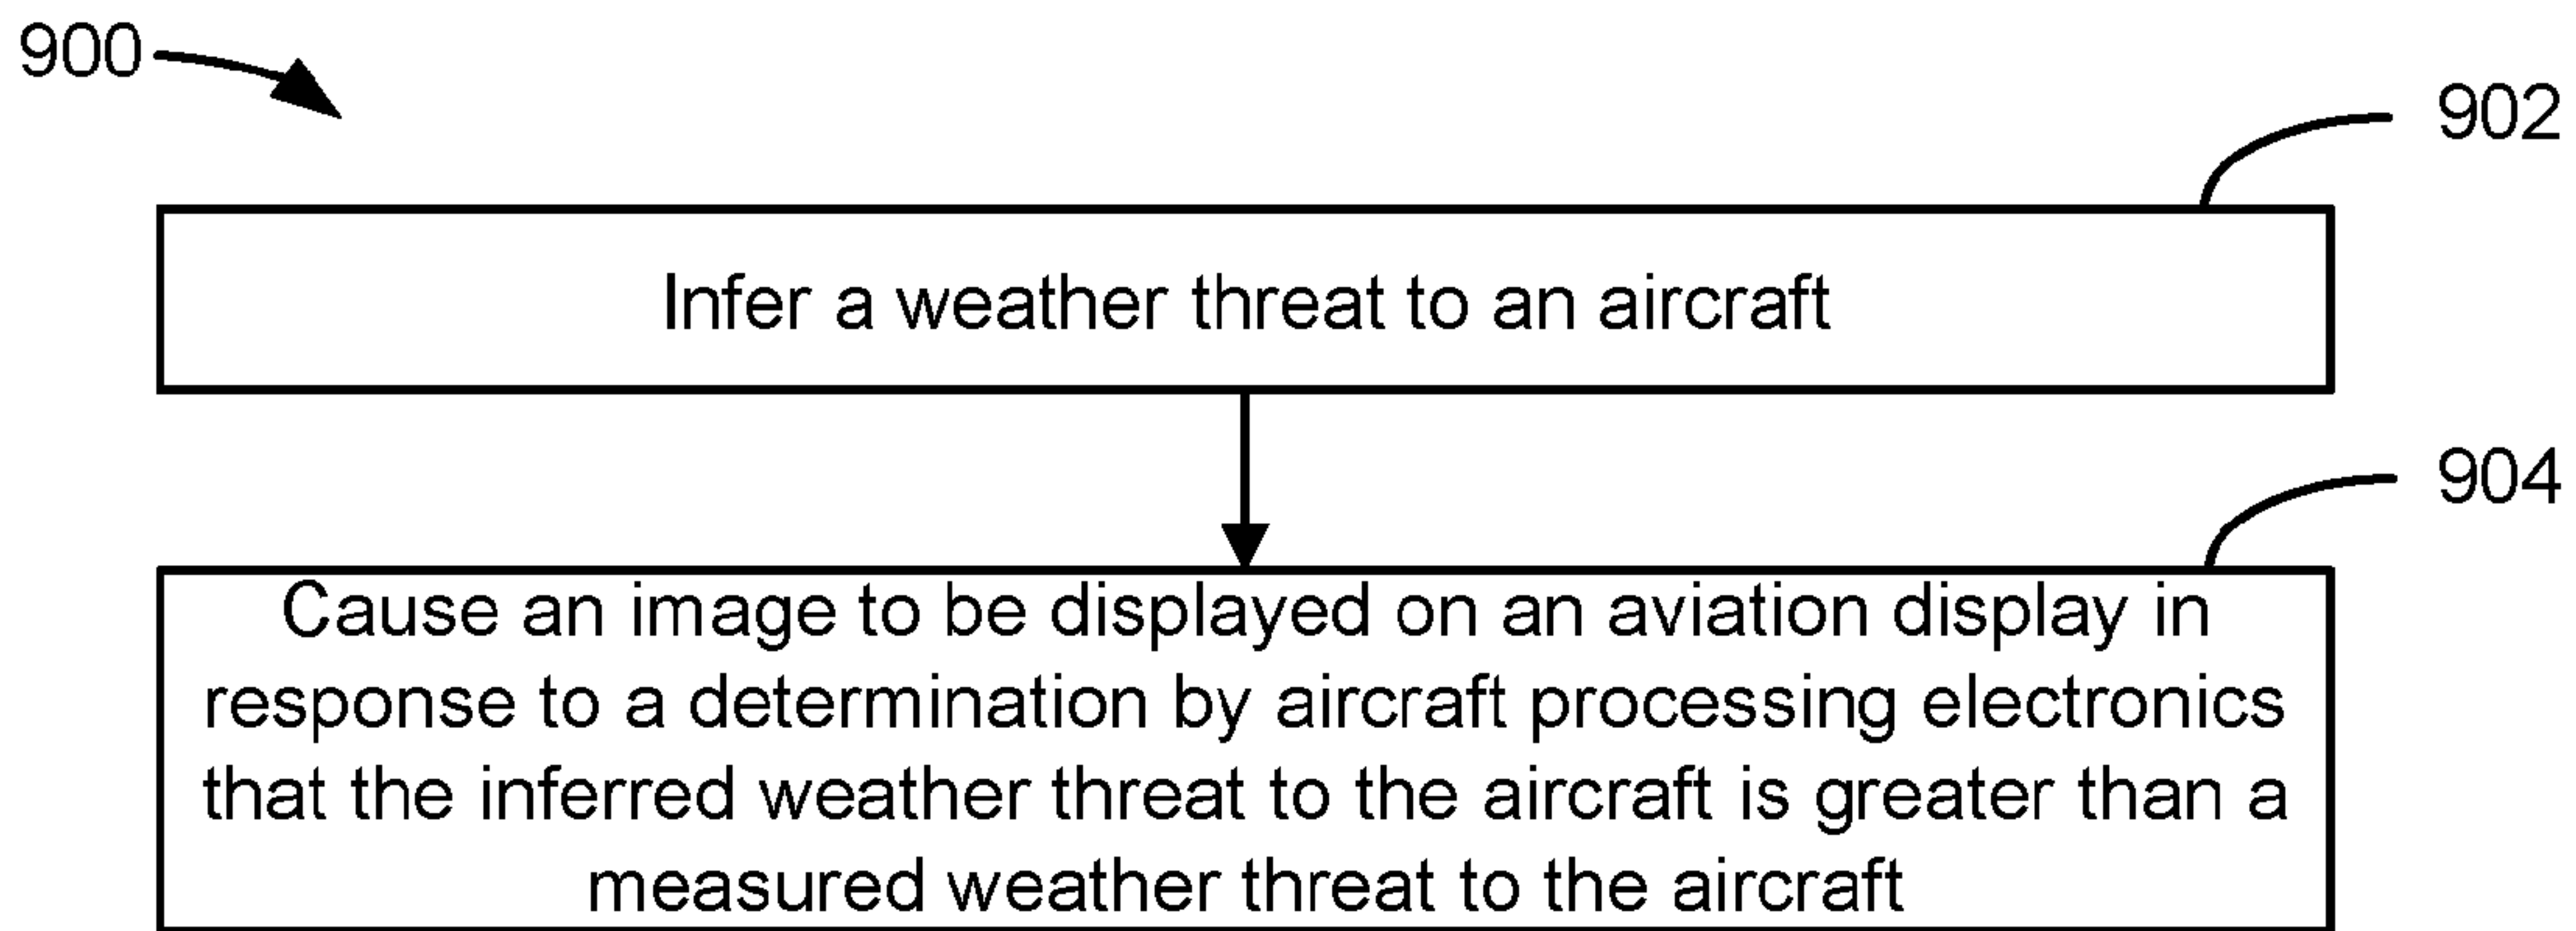 900
902
Infer a weather threat to an aircraft
904
Cause an image to be displayed on an aviation display in
response to a determination by aircraft processing electronics
that the inferred weather threat to the aircraft is greater than a
measured weather threat to the aircraft